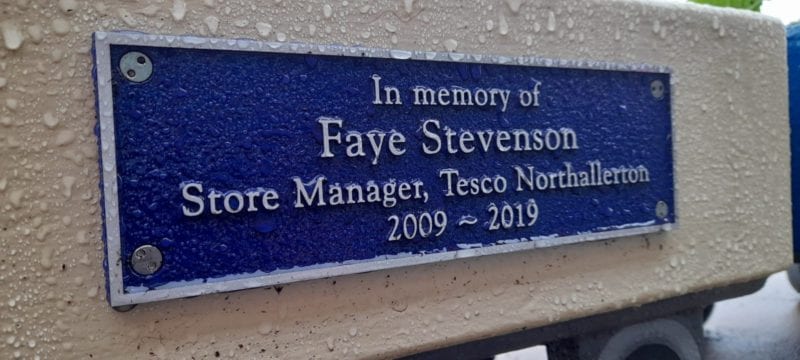 In memory of
Faye Stevenson
Store Manager, Tesco Northallerton
2009 ~ 2019